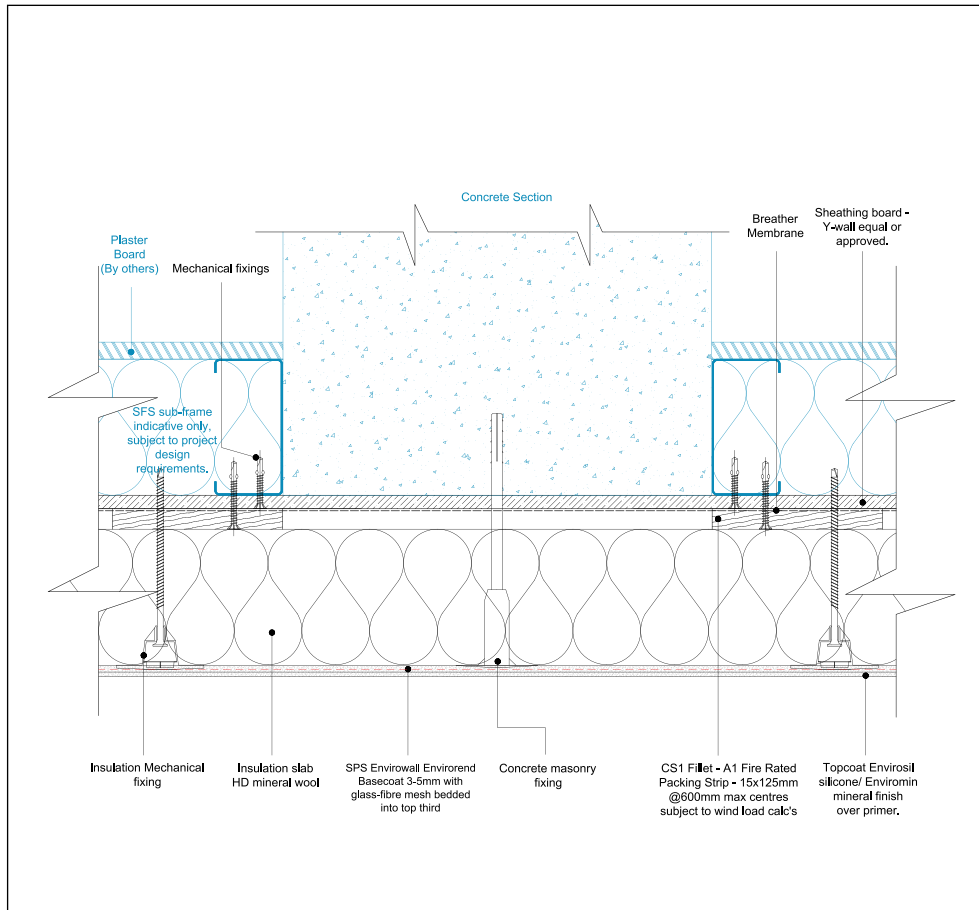 Concrete Section
Plaster
Board
(By others)
Mechanical fixings
Breather
Membrane
Sheathing board -
Y-wall equal or
approved.
SFS sub-frame
indicative only,
subject to project
design
requirements.
Insulation Mechanical
fixing
Insulation slab
HD mineral wool
SPS Envirowall Envirorend
Basecoat 3-5mm with
glass-fibre mesh bedded
into top third
Concrete masonry
fixing
CS1 Fillet - A1 Fire Rated
Packing Strip - 15x125mm
@600mm max centres
subject to wind load calc's
Topcoat Envirosil
silicone/ Enviromin
mineral finish
over primer.